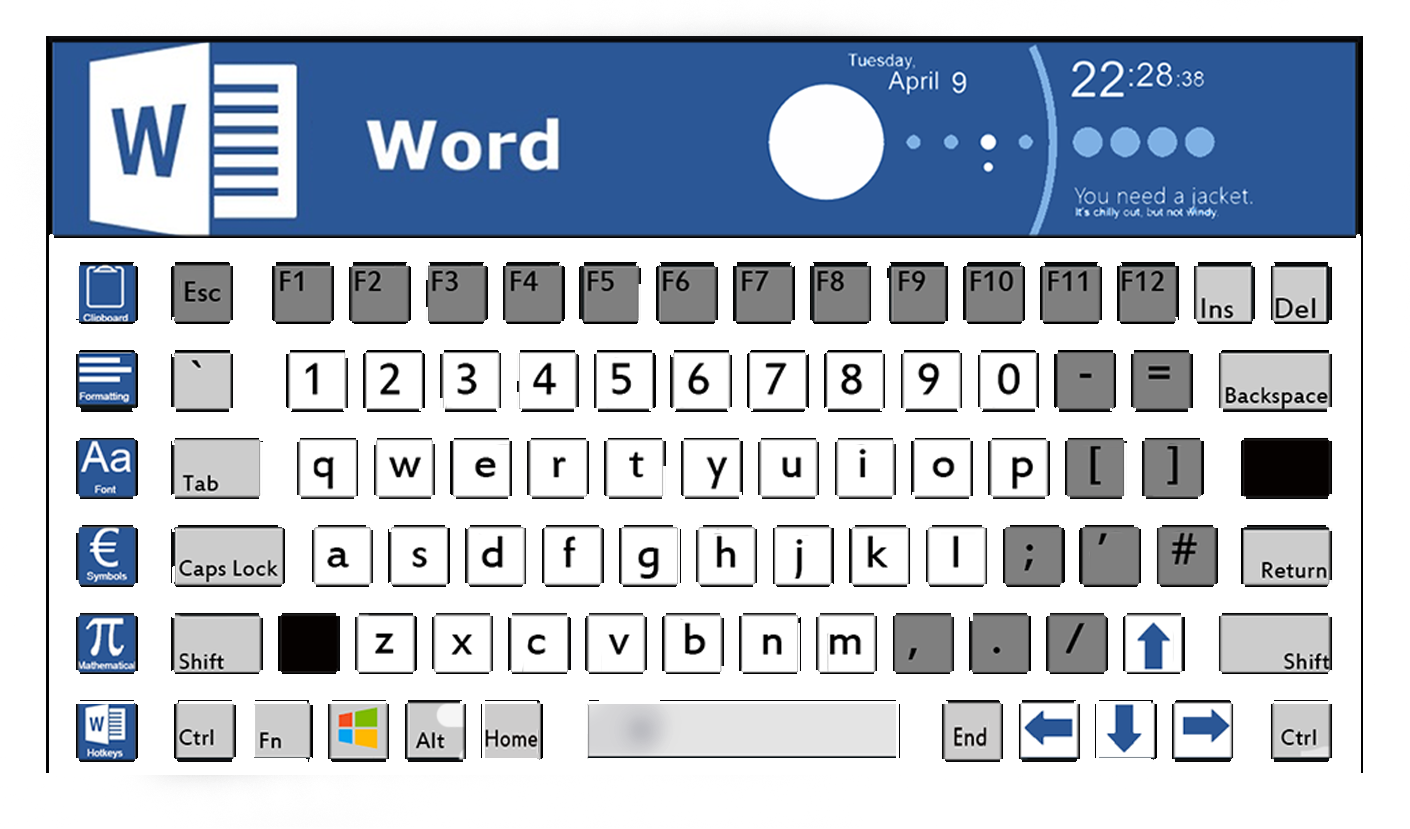 W
Word
Tuesday,
April 9
22:28:38
You need a jacket.
It's chilly out, but not windy.
Clipboard Esc F1 F2 F3 F4 F5 F6 F7 F8 F9 F10 F11 F12 Ins Del
Formatting ` 1 2 3 4 5 6 7 8 9 0 - = Backspace
Aa
Font Tab q w e r t y u i o p [ ]
€
Symbols Caps Lock a s d f g h j k l ; ' # Return
π
Mathematical Shift z x c v b n m , . / Shift
W
Hotkeys Ctrl Fn Alt Home End Ctrl